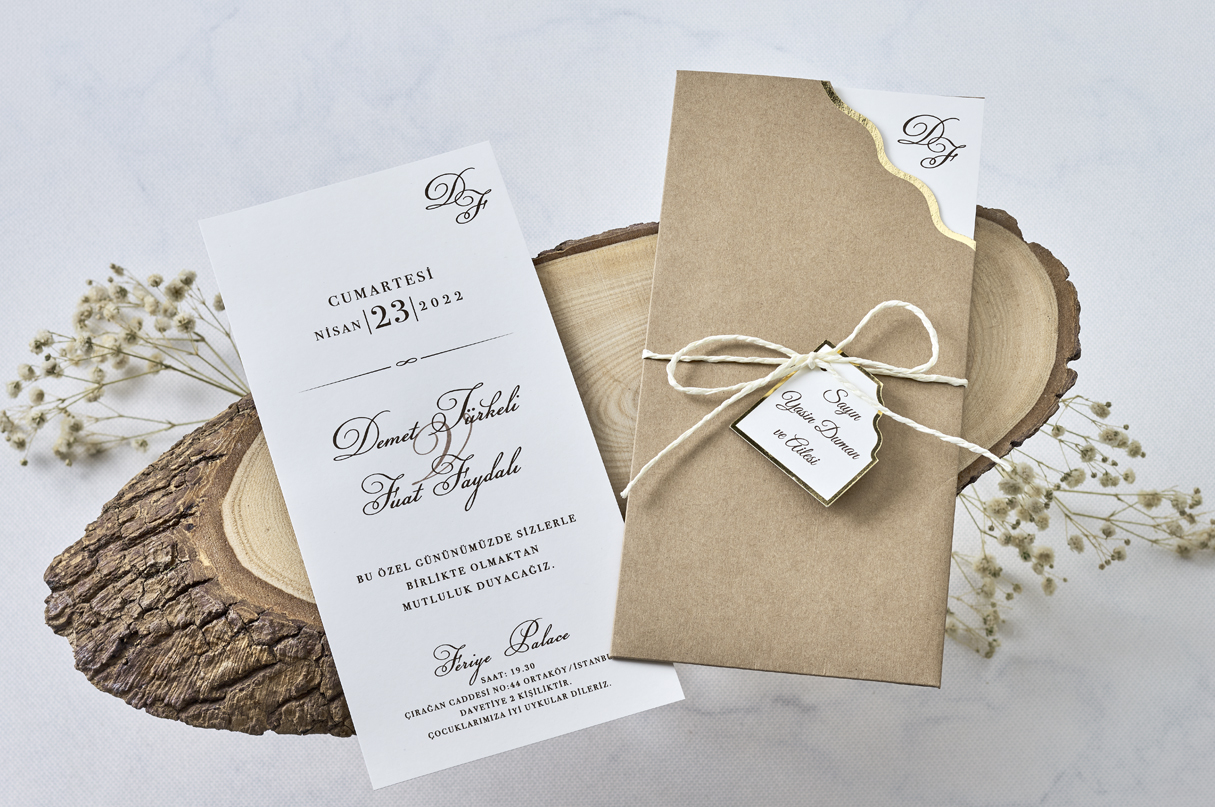 DF
CUMARTESİ
NİSAN|23|2022
Demet Türkeli
&
Fuat Faydalı
BU ÖZEL GÜNÜNÜMÜZDE SİZLERLE
BİRLİKTE OLMAKTAN
MUTLULUK DUYACAĞIZ.
Feriye Palace
SAAT: 19.30
ÇIRAĞAN CADDESİ NO:44 ORTAKÖY/İSTANBU
DAVETİYE 2 KİŞİLİKTİR.
ÇOCUKLARIMIZA İYİ UYKULAR DİLERİZ.
DF
Sayın
Yasin Duman
ve Ailesi